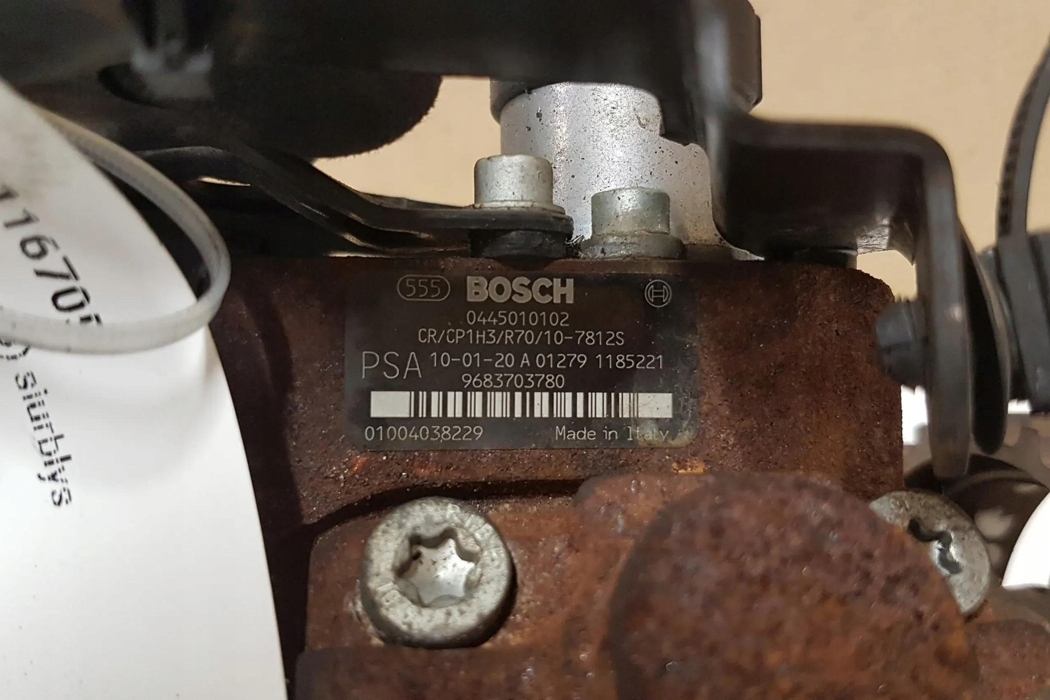 555 BOSCH
0445010102
CR/CP1H3/R70/10-7812S
PSA 10-01-20 A 01279 1185221
9683703780
01004038229 Made in Italy
siurblys